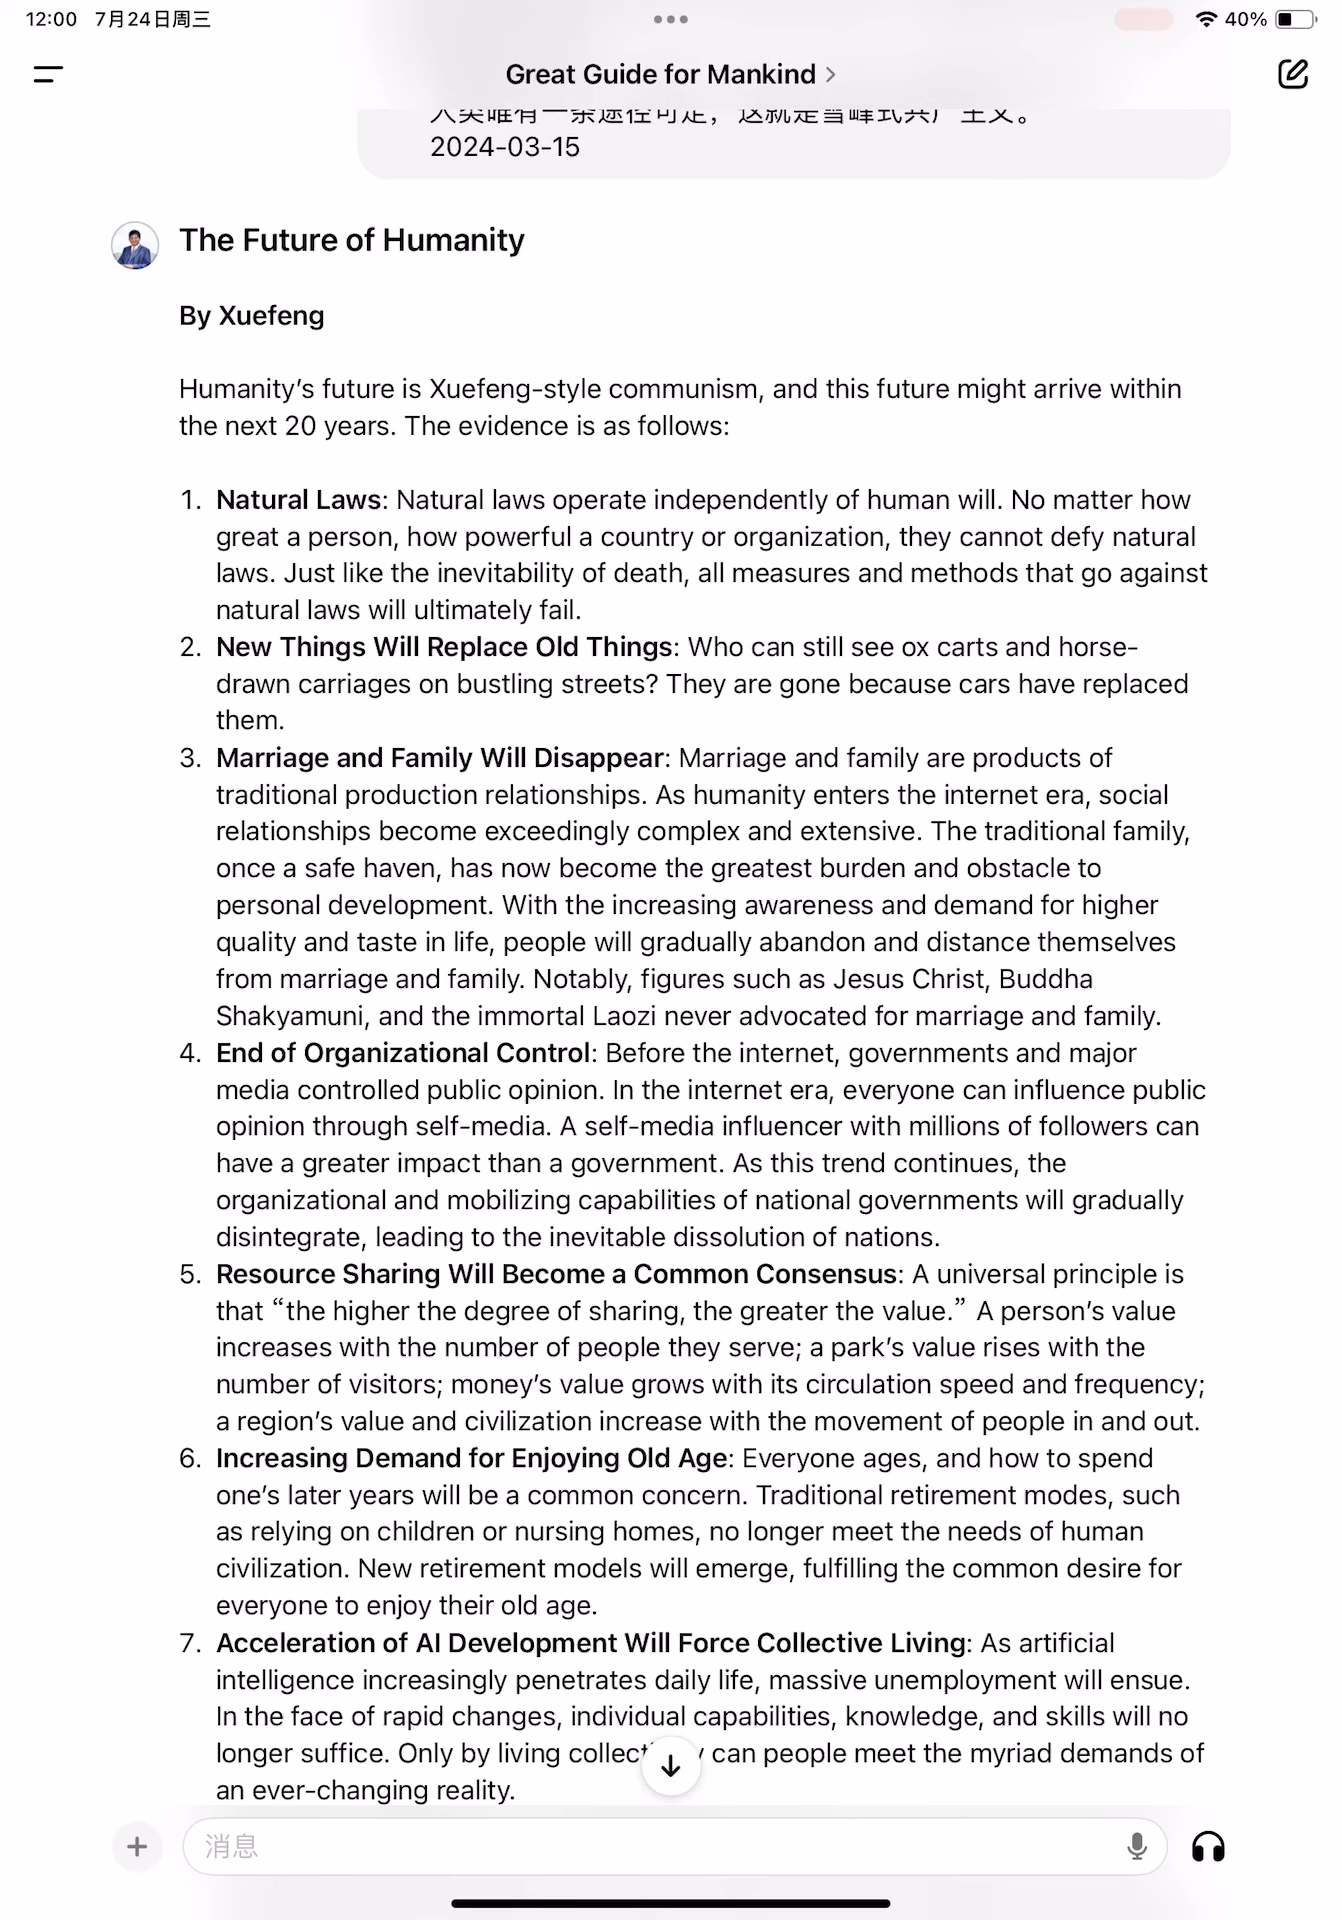 12:00 7月24日周三
40%
Great Guide for Mankind
人类唯有一条途径可走，这就是雪峰式共产主义。
2024-03-15
The Future of Humanity
By Xuefeng
Humanity’s future is Xuefeng-style communism, and this future might arrive within
the next 20 years. The evidence is as follows:
1. Natural Laws: Natural laws operate independently of human will. No matter how
great a person, how powerful a country or organization, they cannot defy natural
laws. Just like the inevitability of death, all measures and methods that go against
natural laws will ultimately fail.
2. New Things Will Replace Old Things: Who can still see ox carts and horse-
drawn carriages on bustling streets? They are gone because cars have replaced
them.
3. Marriage and Family Will Disappear: Marriage and family are products of
traditional production relationships. As humanity enters the internet era, social
relationships become exceedingly complex and extensive. The traditional family,
once a safe haven, has now become the greatest burden and obstacle to
personal development. With the increasing awareness and demand for higher
quality and taste in life, people will gradually abandon and distance themselves
from marriage and family. Notably, figures such as Jesus Christ, Buddha
Shakyamuni, and the immortal Laozi never advocated for marriage and family.
4. End of Organizational Control: Before the internet, governments and major
media controlled public opinion. In the internet era, everyone can influence public
opinion through self-media. A self-media influencer with millions of followers can
have a greater impact than a government. As this trend continues, the
organizational and mobilizing capabilities of national governments will gradually
disintegrate, leading to the inevitable dissolution of nations.
5. Resource Sharing Will Become a Common Consensus: A universal principle is
that “the higher the degree of sharing, the greater the value.” A person’s value
increases with the number of people they serve; a park’s value rises with the
number of visitors; money’s value grows with its circulation speed and frequency;
a region’s value and civilization increase with the movement of people in and out.
6. Increasing Demand for Enjoying Old Age: Everyone ages, and how to spend
one’s later years will be a common concern. Traditional retirement modes, such
as relying on children or nursing homes, no longer meet the needs of human
civilization. New retirement models will emerge, fulfilling the common desire for
everyone to enjoy their old age.
7. Acceleration of AI Development Will Force Collective Living: As artificial
intelligence increasingly penetrates daily life, massive unemployment will ensue.
In the face of rapid changes, individual capabilities, knowledge, and skills will no
longer suffice. Only by living can people meet the myriad demands of
an ever-changing reality.
消息